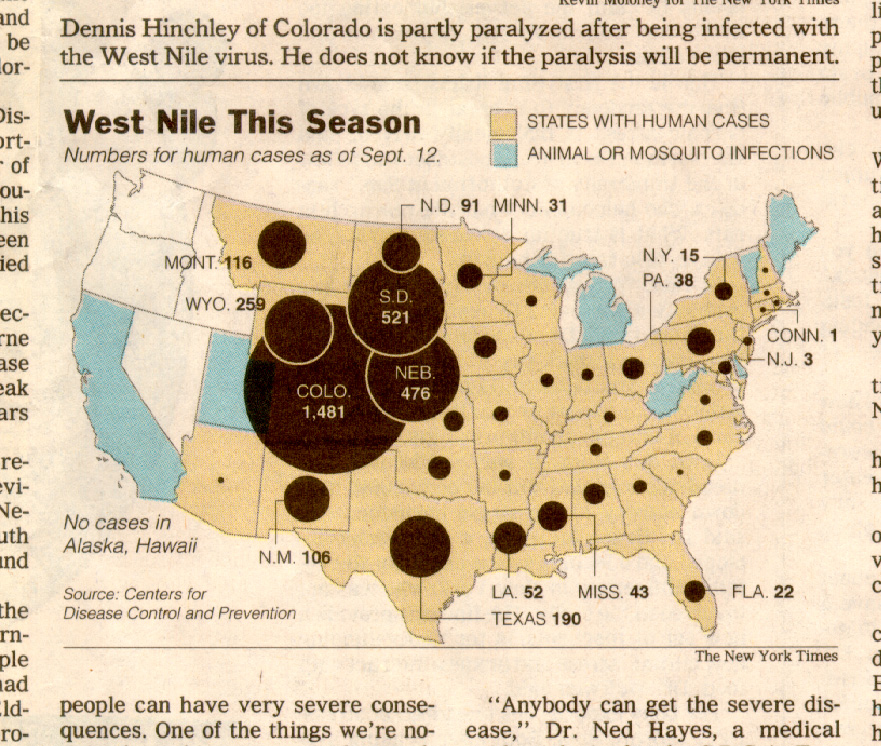 Kevin Moloney for The New York Times
Dennis Hinchley of Colorado is partly paralyzed after being infected with
the West Nile virus. He does not know if the paralysis will be permanent.
West Nile This Season
Numbers for human cases as of Sept. 12.
STATES WITH HUMAN CASES
ANIMAL OR MOSQUITO INFECTIONS
N.D. 91
MINN. 31
MONT. 116
N.Y. 15
PA. 38
WYO. 259
S.D.
521
CONN. 1
N.J. 3
NEB.
476
COLO.
1,481
No cases in
Alaska, Hawaii
N.M. 106
LA. 52
MISS. 43
FLA. 22
TEXAS 190
Source: Centers for
Disease Control and Prevention
The New York Times
people can have very severe conse-
quences. One of the things we're no-
"Anybody can get the severe dis-
ease," Dr. Ned Hayes, a medical